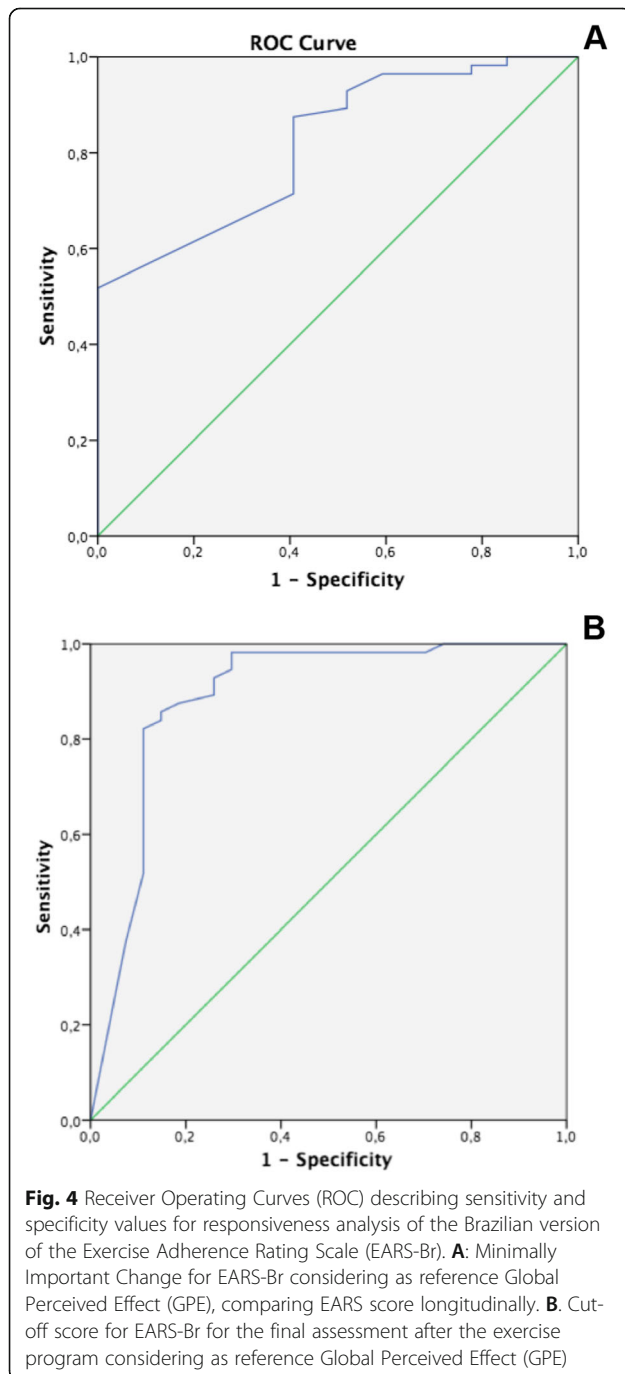 ROC Curve
A
1,0
0,8
0,6
0,4
0,2
0,0
Sensitivity
0,0 0,2 0,4 0,6 0,8 1,0
1 - Specificity
B
1,0
0,8
0,6
0,4
0,2
0,0
Sensitivity
0,0 0,2 0,4 0,6 0,8 1,0
1 - Specificity
Fig. 4 Receiver Operating Curves (ROC) describing sensitivity and
specificity values for responsiveness analysis of the Brazilian version
of the Exercise Adherence Rating Scale (EARS-Br). A: Minimally
Important Change for EARS-Br considering as reference Global
Perceived Effect (GPE), comparing EARS score longitudinally. B. Cut-
off score for EARS-Br for the final assessment after the exercise
program considering as reference Global Perceived Effect (GPE)